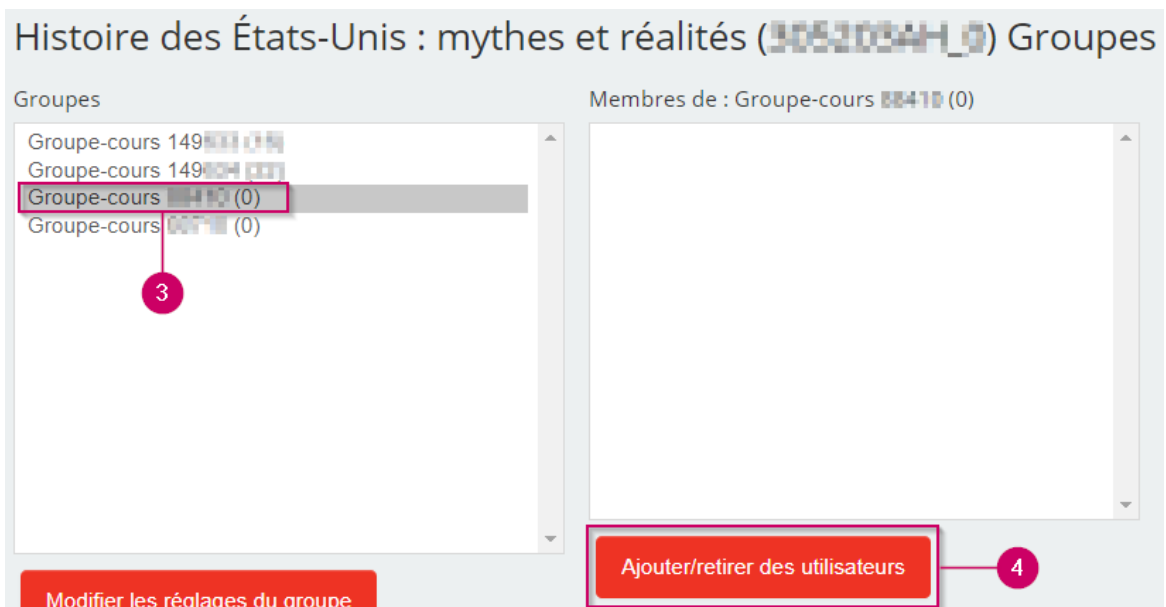 Histoire des États-Unis : mythes et réalités () Groupes
Groupes
Membres de : Groupe-cours (0)
Groupe-cours 149
Groupe-cours 149
Groupe-cours (0)
Groupe-cours (0)
3
Ajouter/retirer des utilisateurs
4
Modifier les réglages du groupe